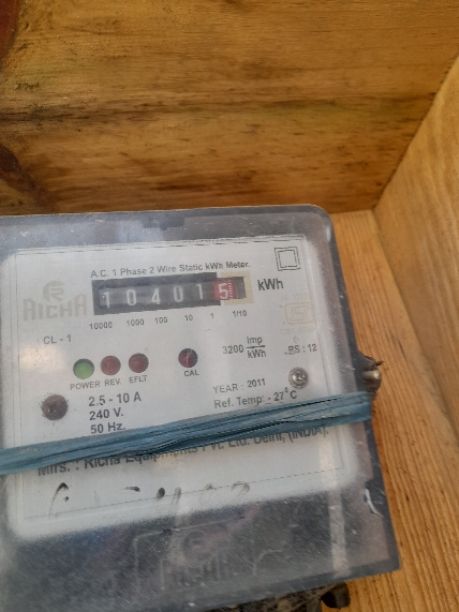 A.C. 1 Phase 2 Wire Static kWh Meter.
RICHA
104015 kWh
10000 1000 100 10 1 1/10
CL - 1
3200 imp/kWh
PS : 12
POWER REV. EFLT CAL
2.5 - 10 A
240 V.
50 Hz.
YEAR - 2011
Ref. Temp. - 27°C
Mfrs. : Richa Equipments Pvt. Ltd. Delhi, (INDIA).
RICHA